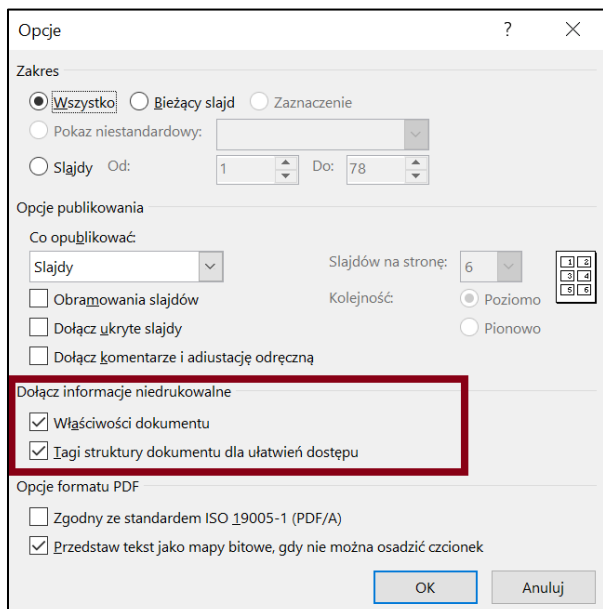 Opcje ?
Zakres
Wszystko Bieżący slajd Zaznaczenie
Pokaz niestandardowy:
Slajdy Od: 1 Do: 78
Opcje publikowania
Co opublikować:
Slajdy Slajdów na stronę: 6
Obramowania slajdów Kolejność: Poziomo
Dołącz ukryte slajdy Pionowo
Dołącz komentarze i adiustację odręczną
1 2
3 4
5 6
Dołącz informacje niedrukowalne
Właściwości dokumentu
Tagi struktury dokumentu dla ułatwień dostępu
Opcje formatu PDF
Zgodny ze standardem ISO 19005-1 (PDF/A)
Przedstaw tekst jako mapy bitowe, gdy nie można osadzić czcionek
OK Anuluj